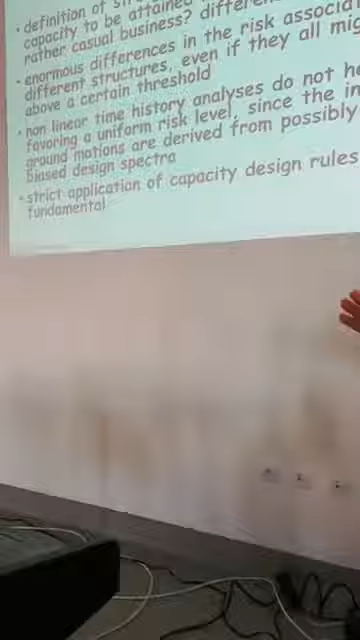 • definition of
capacity to be attained
rather casual business?
• enormous differences in the risk
different structures, even if they all
above a certain threshold
• non linear time history analyses do not
favoring a uniform risk level, since the
ground motions are derived from possibly
biased design spectra
• strict application of capacity design rules
fundamental